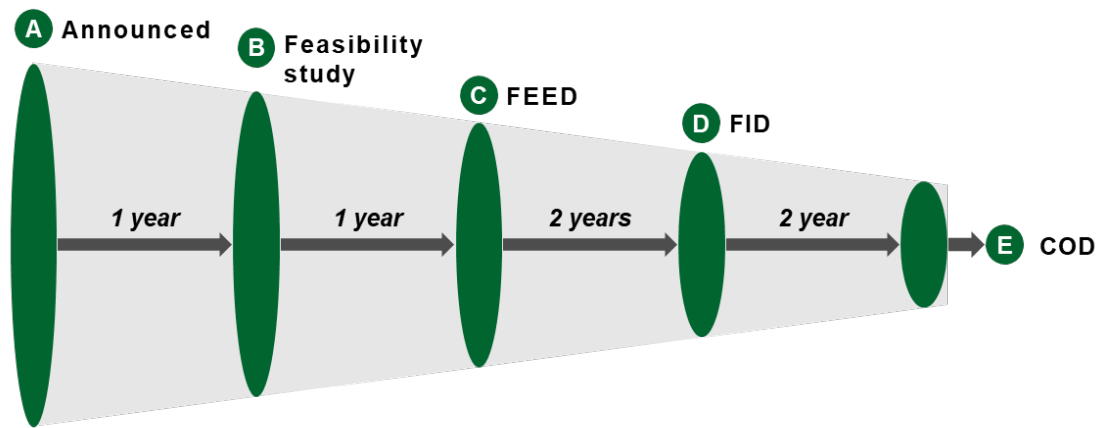 A Announced
B Feasibility
study
C FEED
D FID
1 year
1 year
2 years
2 year
E COD